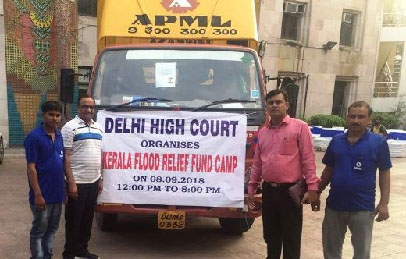 APML
9 300 300 300
DELHI HIGH COURT
ORGANISES
KERALA FLOOD RELIEF FUND CAMP
ON 08.09.2018
12:00 PM TO 8:00 PM